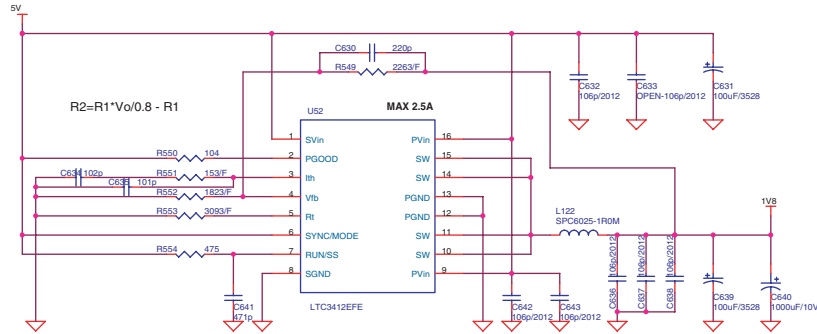 5V
C630 220p
R549 2263/F
C632
106p/2012
C633
OPEN-106p/2012
C631
100uF/3528
R2=R1*Vo/0.8 - R1
U52
MAX 2.5A
1 SVin PVin 16
R550 104 2 PGOOD SW 15
C634 102p R551 153/F 3 Ith SW 14
C635 101p
R552 1823/F 4 Vfb PGND 13
R553 3093/F 5 Rt PGND 12
6 SYNC/MODE SW 11
R554 475 7 RUN/SS SW 10
8 SGND PVin 9
LTC3412EFE
L122
SPC6025-1R0M
1V8
C641
471p
C642
106p/2012
C643
106p/2012
C636 106p/2012
C637 106p/2012
C638 106p/2012
C639
100uF/3528
C640
1000uF/10V